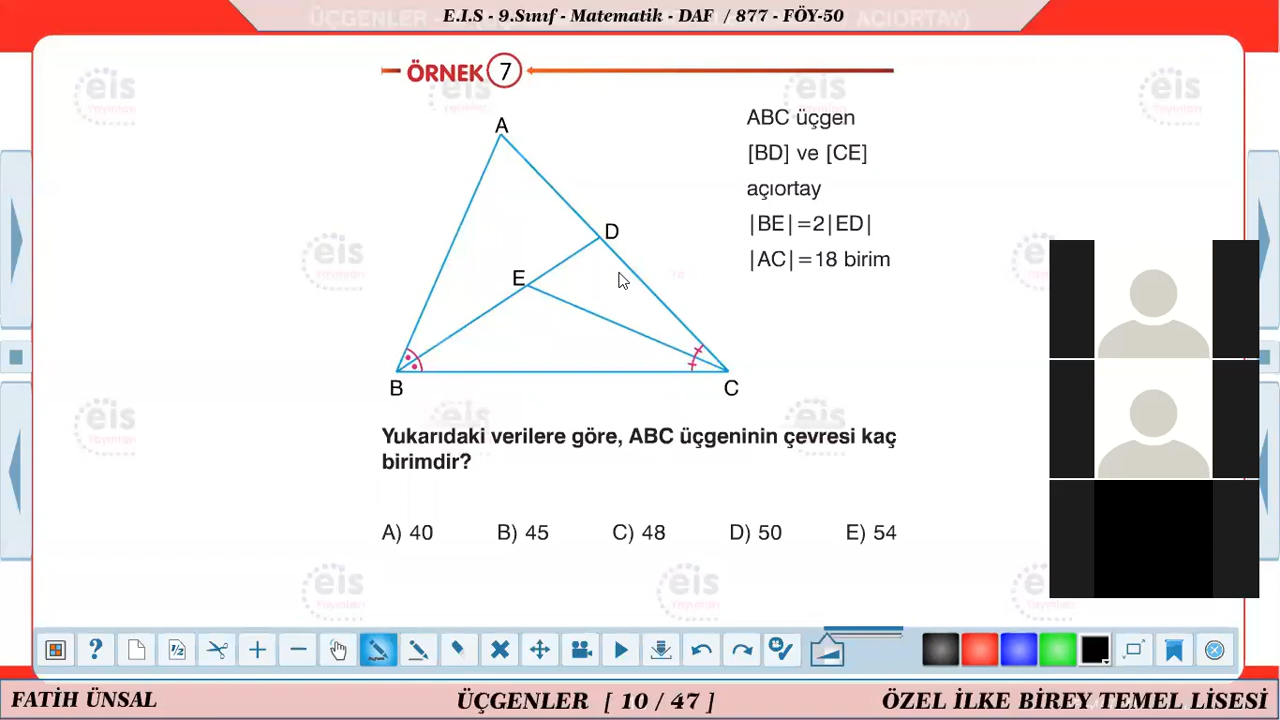 E.I.S - 9.Sınıf - Matematik - DAF / 877 - FÖY-50
ÖRNEK 7
ABC üçgen
[BD] ve [CE]
açıortay
|BE|=2|ED|
|AC|=18 birim
A
D
E
B
C
Yukarıdaki verilere göre, ABC üçgeninin çevresi kaç
birimdir?
A) 40 B) 45 C) 48 D) 50 E) 54
eis
Yayınları
FATİH ÜNSAL
ÜÇGENLER [ 10 / 47 ]
ÖZEL İLKE BİREY TEMEL LİSESİ